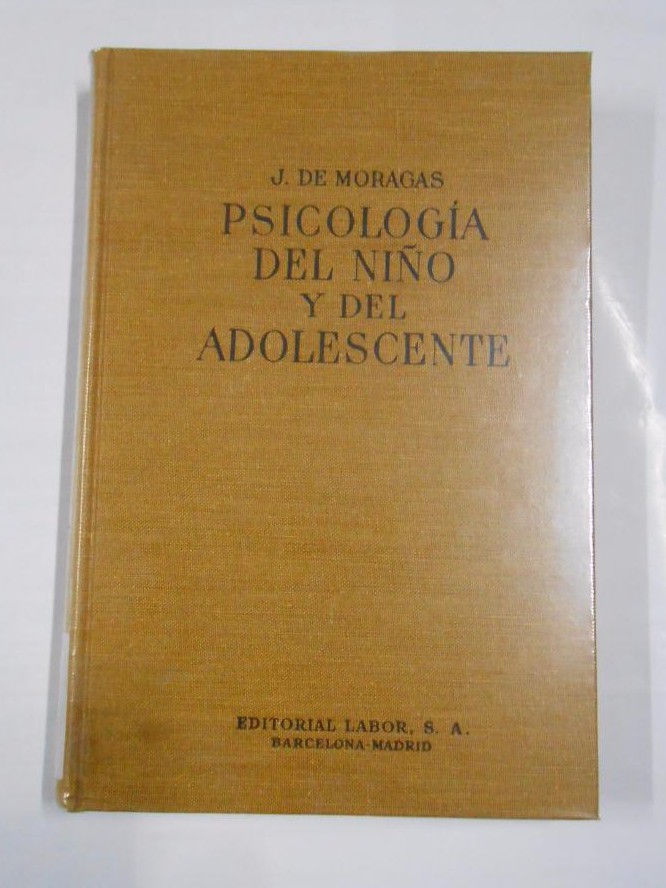 J. DE MORAGAS
PSICOLOGÍA
DEL NIÑO
Y DEL
ADOLESCENTE
EDITORIAL LABOR, S. A.
BARCELONA-MADRID